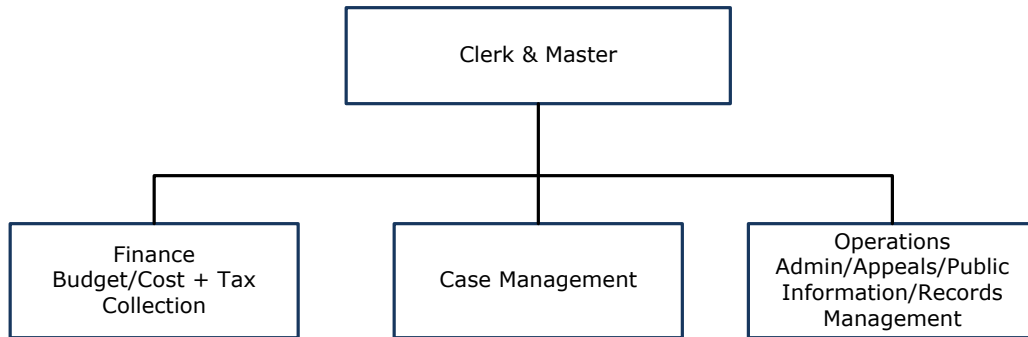 Clerk & Master
Finance
Budget/Cost + Tax
Collection
Case Management
Operations
Admin/Appeals/Public
Information/Records
Management